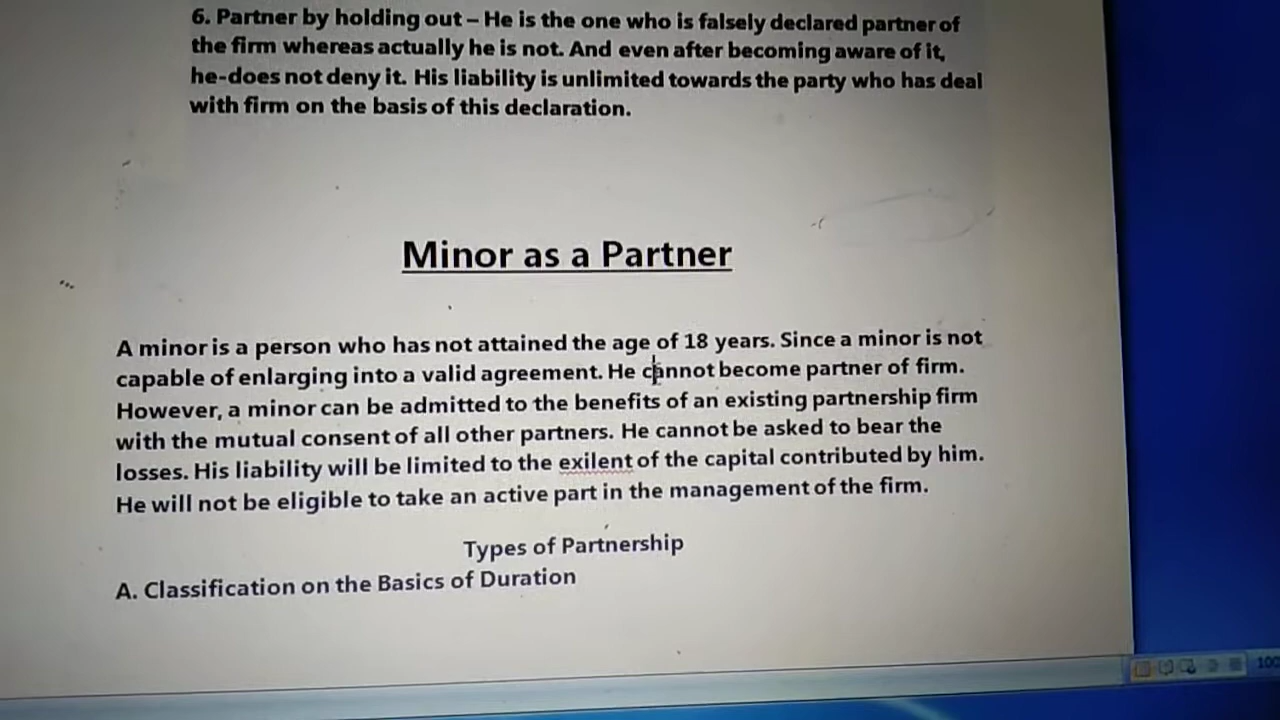 6. Partner by holding out – He is the one who is falsely declared partner of
the firm whereas actually he is not. And even after becoming aware of it,
he-does not deny it. His liability is unlimited towards the party who has deal
with firm on the basis of this declaration.
Minor as a Partner
A minor is a person who has not attained the age of 18 years. Since a minor is not
capable of enlarging into a valid agreement. He cannot become partner of firm.
However, a minor can be admitted to the benefits of an existing partnership firm
with the mutual consent of all other partners. He cannot be asked to bear the
losses. His liability will be limited to the exilent of the capital contributed by him.
He will not be eligible to take an active part in the management of the firm.
Types of Partnership
A. Classification on the Basics of Duration
100